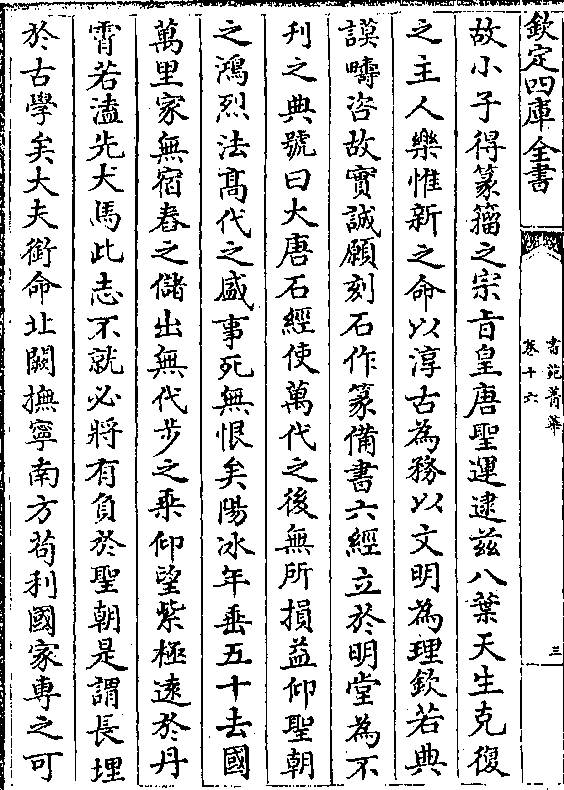 欽定四庫全書
書苑菁華
卷十六
三
故小子得篆籀之宗旨皇唐聖運逮兹八葉天生克復
之主人樂惟新之命以淳古為務以文明為理欽若典
謨疇咨故實誠願刻石作篆備書六經立於明堂為不
刋之典號曰大唐石經使萬代之後無所損益仰聖朝
之鴻烈法髙代之盛事死無恨矣陽冰年垂五十去國
萬里家無宿舂之儲出無代步之乘仰望紫極遠於丹
霄若溘先犬馬此志不就必將有負於聖朝是謂長埋
於古學矣大夫銜命北闕撫寧南方苟利國家專之可